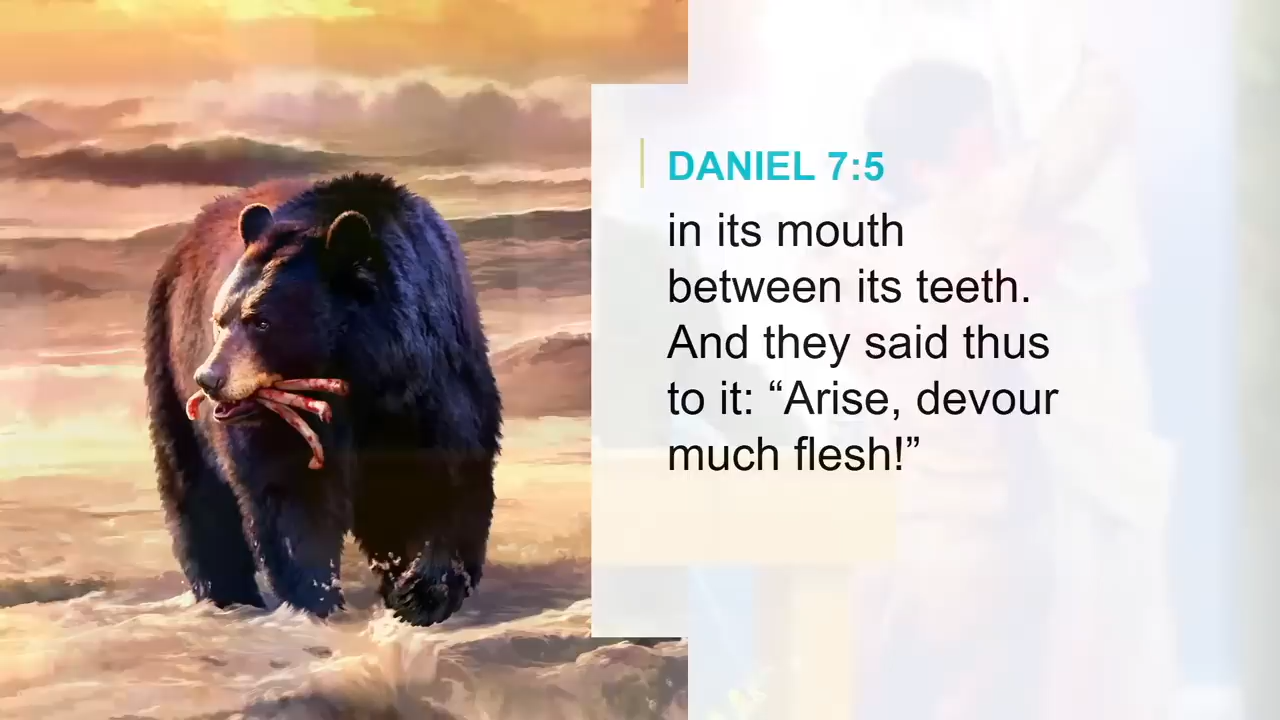 DANIEL 7:5
in its mouth
between its teeth.
And they said thus
to it: “Arise, devour
much flesh!”